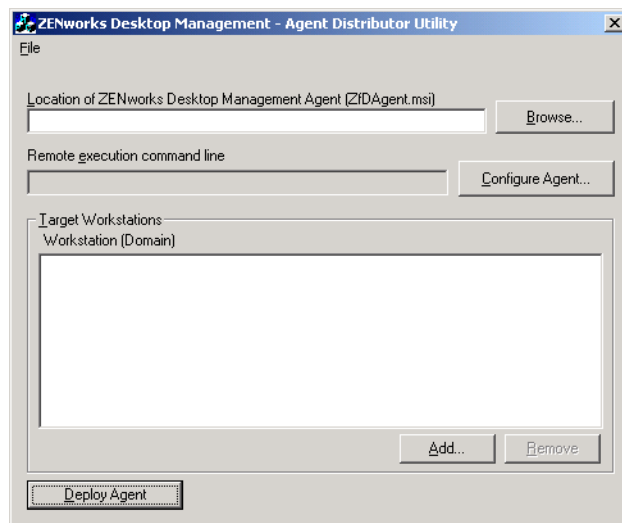 ZENworks Desktop Management - Agent Distributor Utility
File
Location of ZENworks Desktop Management Agent (ZfDAgent.msi)
Browse...
Remote execution command line
Configure Agent...
Target Workstations
Workstation (Domain)
Add...
Remove
Deploy Agent